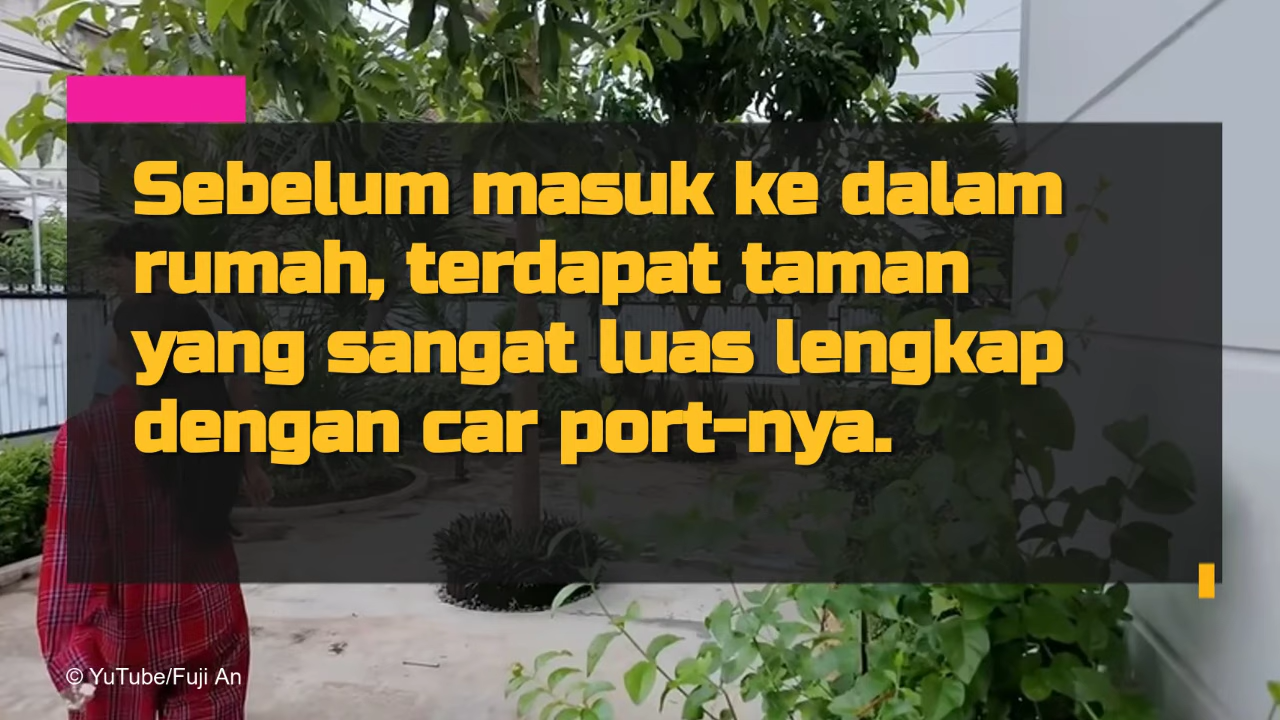 Sebelum masuk ke dalam
rumah, terdapat taman
yang sangat luas lengkap
dengan car port-nya.
© YuTube/Fuji An